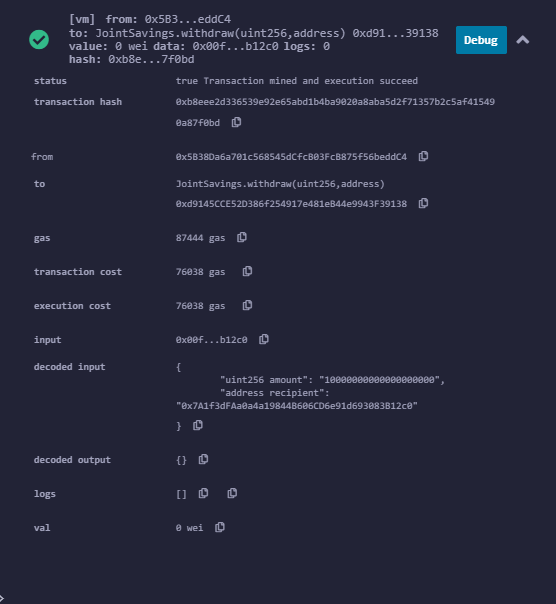 [vm] from: 0x5B3...eddC4
to: JointSavings.withdraw(uint256,address) 0xd91...39138
value: 0 wei data: 0x00f...b12c0 logs: 0
hash: 0xb8e...7f0bd
Debug
status true Transaction mined and execution succeed
transaction hash 0xb8eee2d336539e92e65abd1b4ba9020a8aba5d2f71357b2c5af41549
0a87f0bd
from 0x5B38Da6a701c568545dCfcB03FcB875f56beddC4
to JointSavings.withdraw(uint256,address)
0xd9145CCE52D386f254917e481eB44e9943F39138
gas 87444 gas
transaction cost 76038 gas
execution cost 76038 gas
input 0x00f...b12c0
decoded input {
"uint256 amount": "10000000000000000000",
"address recipient":
"0x7A1f3dFAa0a4a19844B606CD6e91d693083B12c0"
}
decoded output {}
logs []
val 0 wei
>